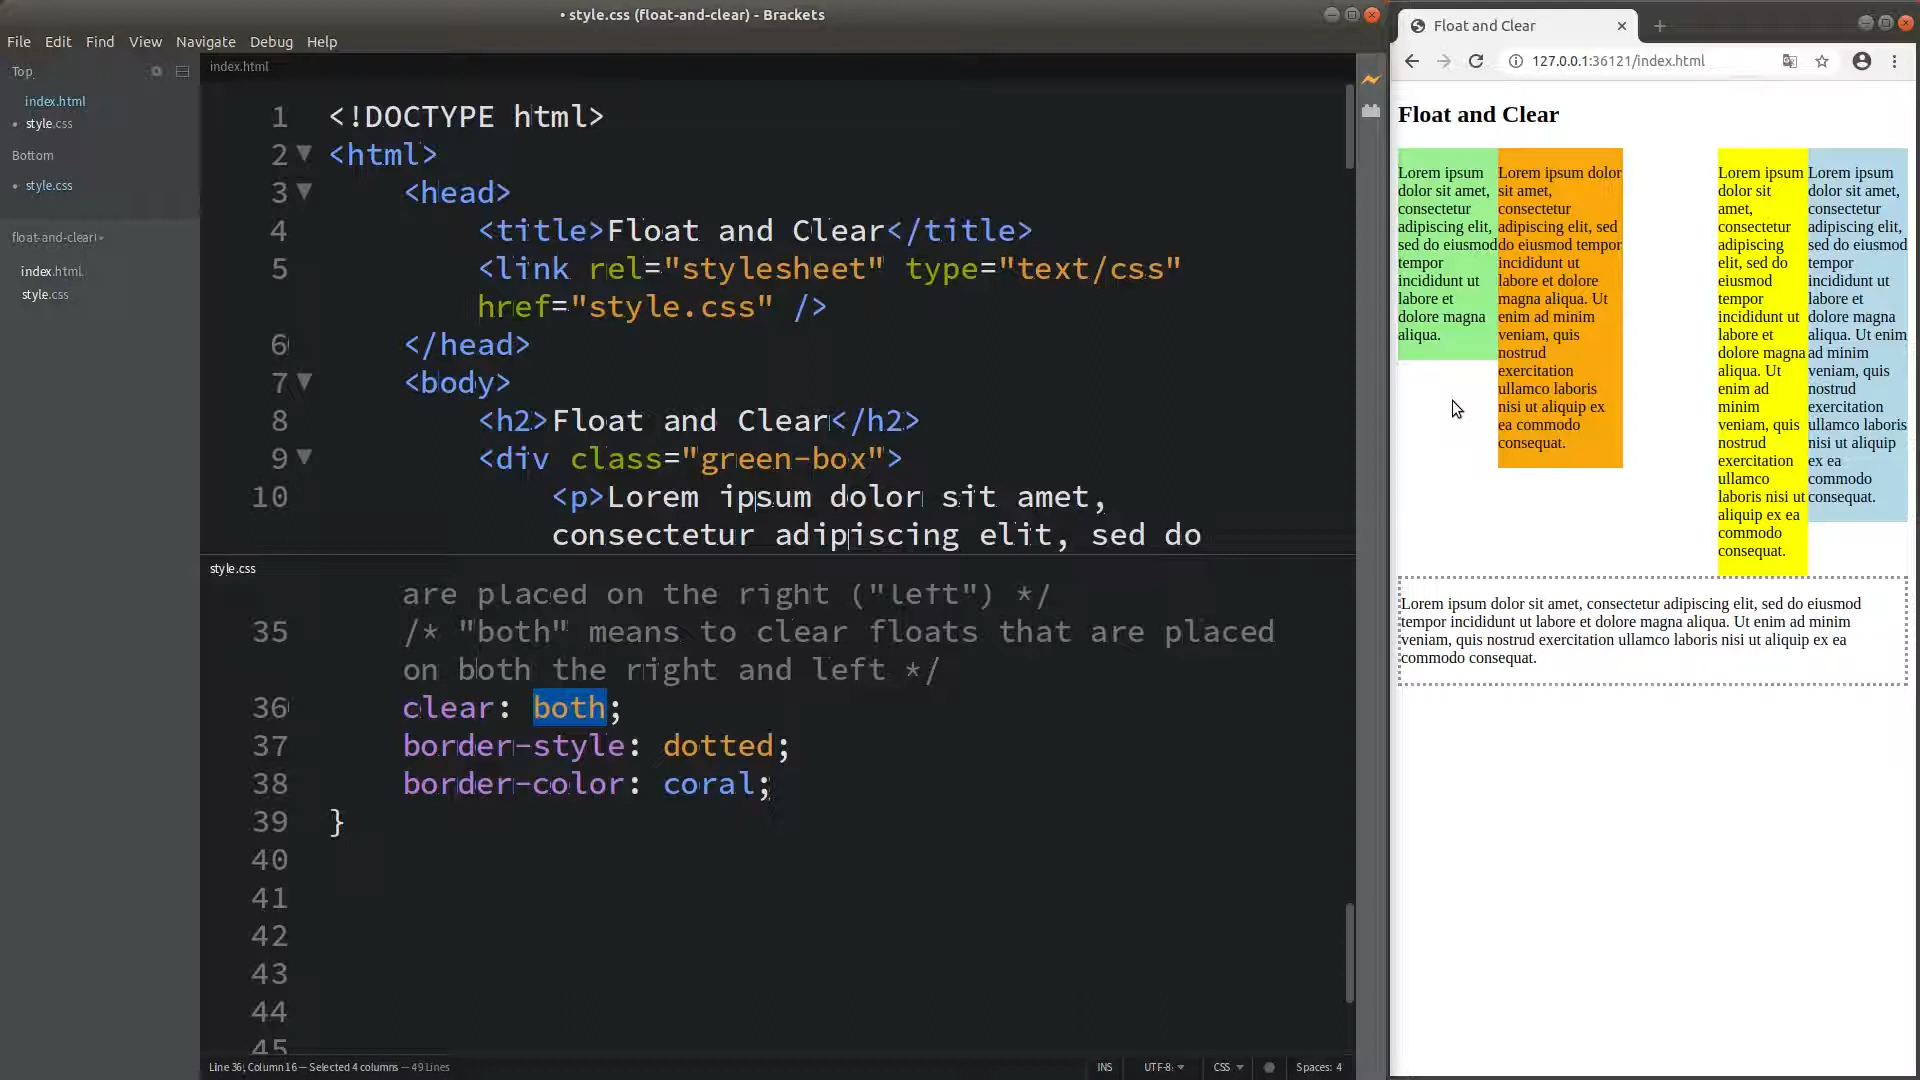 • style.css (float-and-clear) - Brackets
File Edit Find View Navigate Debug Help
Top
index.html
• style.css
Bottom
• style.css
float-and-clear
index.html
style.css
index.html
1 <!DOCTYPE html>
2 <html>
3 <head>
4 <title>Float and Clear</title>
5 <link rel="stylesheet" type="text/css"
href="style.css" />
6 </head>
7 <body>
8 <h2>Float and Clear</h2>
9 <div class="green-box">
10 <p>Lorem ipsum dolor sit amet,
consectetur adipiscing elit, sed do
style.css
are placed on the right ("left") */
35 /* "both" means to clear floats that are placed
on both the right and left */
36 clear: both;
37 border-style: dotted;
38 border-color: coral;
39 }
40
41
42
43
44
45
Line 36, Column 16 — Selected 4 columns — 49 Lines
INS UTF-8 CSS Spaces: 4
Float and Clear
127.0.0.1:36121/index.html
Float and Clear
Lorem ipsum
dolor sit amet,
consectetur
adipiscing elit,
sed do eiusmod
tempor
incididunt ut
labore et
dolore magna
aliqua.
Lorem ipsum dolor
sit amet,
consectetur
adipiscing elit, sed
do eiusmod tempor
incididunt ut
labore et dolore
magna aliqua. Ut
enim ad minim
veniam, quis
nostrud
exercitation
ullamco laboris
nisi ut aliquip ex
ea commodo
consequat.
Lorem ipsum
dolor sit
amet,
consectetur
adipiscing
elit, sed do
eiusmod
tempor
incididunt ut
labore et
dolore magna
aliqua. Ut
enim ad
minim
veniam, quis
nostrud
exercitation
ullamco
laboris nisi ut
aliquip ex ea
commodo
consequat.
Lorem ipsum
dolor sit amet,
consectetur
adipiscing elit,
sed do eiusmod
tempor
incididunt ut
labore et
dolore magna
aliqua. Ut enim
ad minim
veniam, quis
nostrud
exercitation
ullamco laboris
nisi ut aliquip
ex ea
commodo
consequat.
Lorem ipsum dolor sit amet, consectetur adipiscing elit, sed do eiusmod
tempor incididunt ut labore et dolore magna aliqua. Ut enim ad minim
veniam, quis nostrud exercitation ullamco laboris nisi ut aliquip ex ea
commodo consequat.